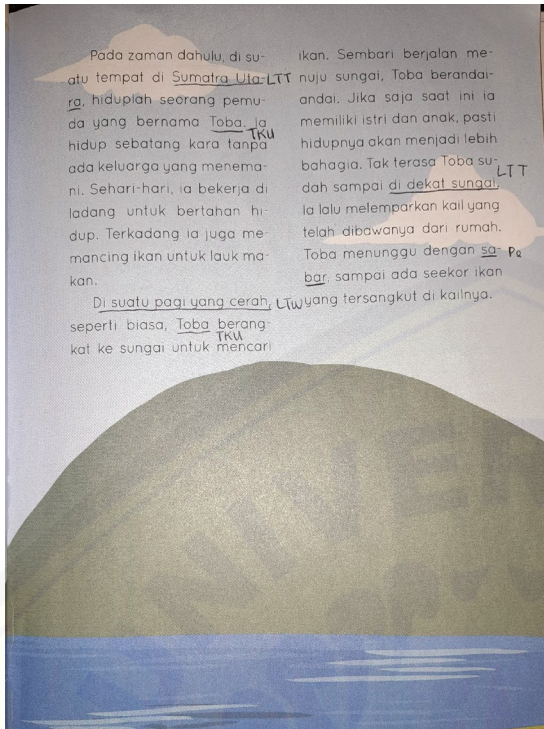 Pada zaman dahulu, di su-
atu tempat di Sumatra Uta- LTT
ra, hiduplah seorang pemu-
da yang bernama Toba. Ia
TKU
hidup sebatang kara tanpa
ada keluarga yang menema-
ni. Sehari-hari, ia bekerja di
ladang untuk bertahan hi-
dup. Terkadang ia juga me-
mancing ikan untuk lauk ma-
kan.
Di suatu pagi yang cerah, LTW
seperti biasa, Toba berang-
TKU
kat ke sungai untuk mencari
ikan. Sembari berjalan me-
nuju sungai, Toba berandai-
andai. Jika saja saat ini ia
memiliki istri dan anak, pasti
hidupnya akan menjadi lebih
bahagia. Tak terasa Toba su-
LTT
dah sampai di dekat sungai.
Ia lalu melemparkan kail yang
telah dibawanya dari rumah.
Toba menunggu dengan sa- PQ
bar, sampai ada seekor ikan
yang tersangkut di kailnya.
NIVER